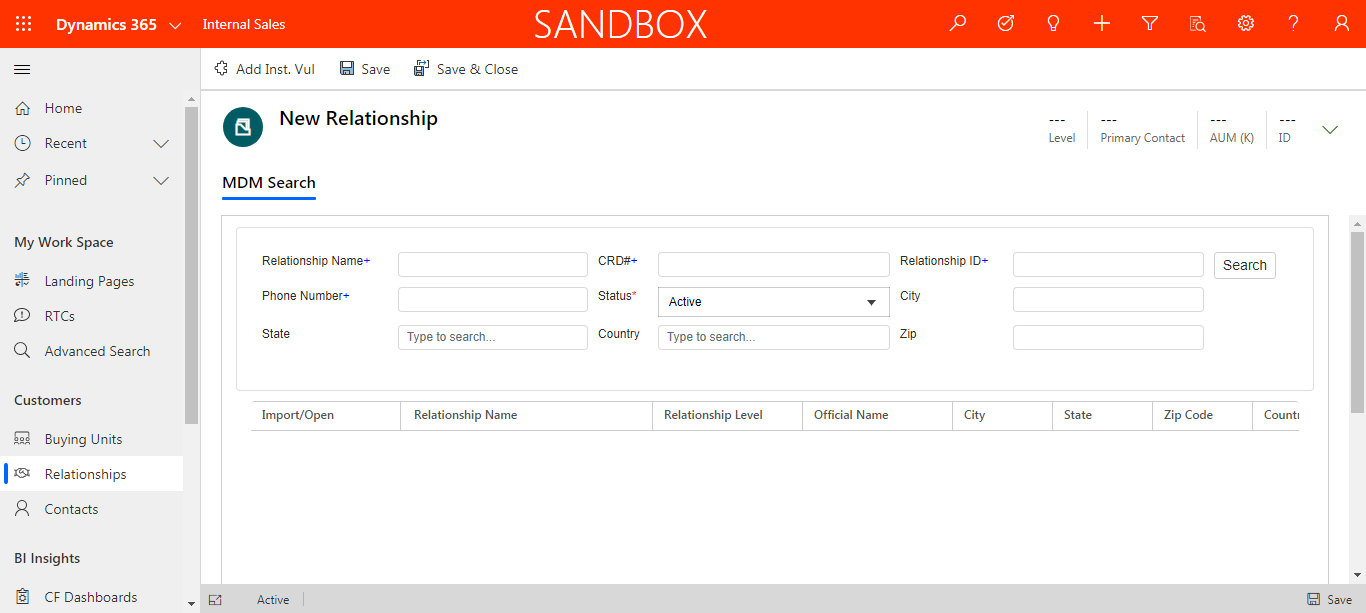 Dynamics 365 Internal Sales SANDBOX
Add Inst. Vul Save Save & Close
Home
Recent
Pinned
My Work Space
Landing Pages
RTCs
Advanced Search
Customers
Buying Units
Relationships
Contacts
BI Insights
CF Dashboards
New Relationship
--- --- --- ---
Level Primary Contact AUM (K) ID
MDM Search
Relationship Name+ CRD#+ Relationship ID+ Search
Phone Number+ Status* Active City
State Type to search... Country Type to search... Zip
Import/Open Relationship Name Relationship Level Official Name City State Zip Code Countr
Active Save